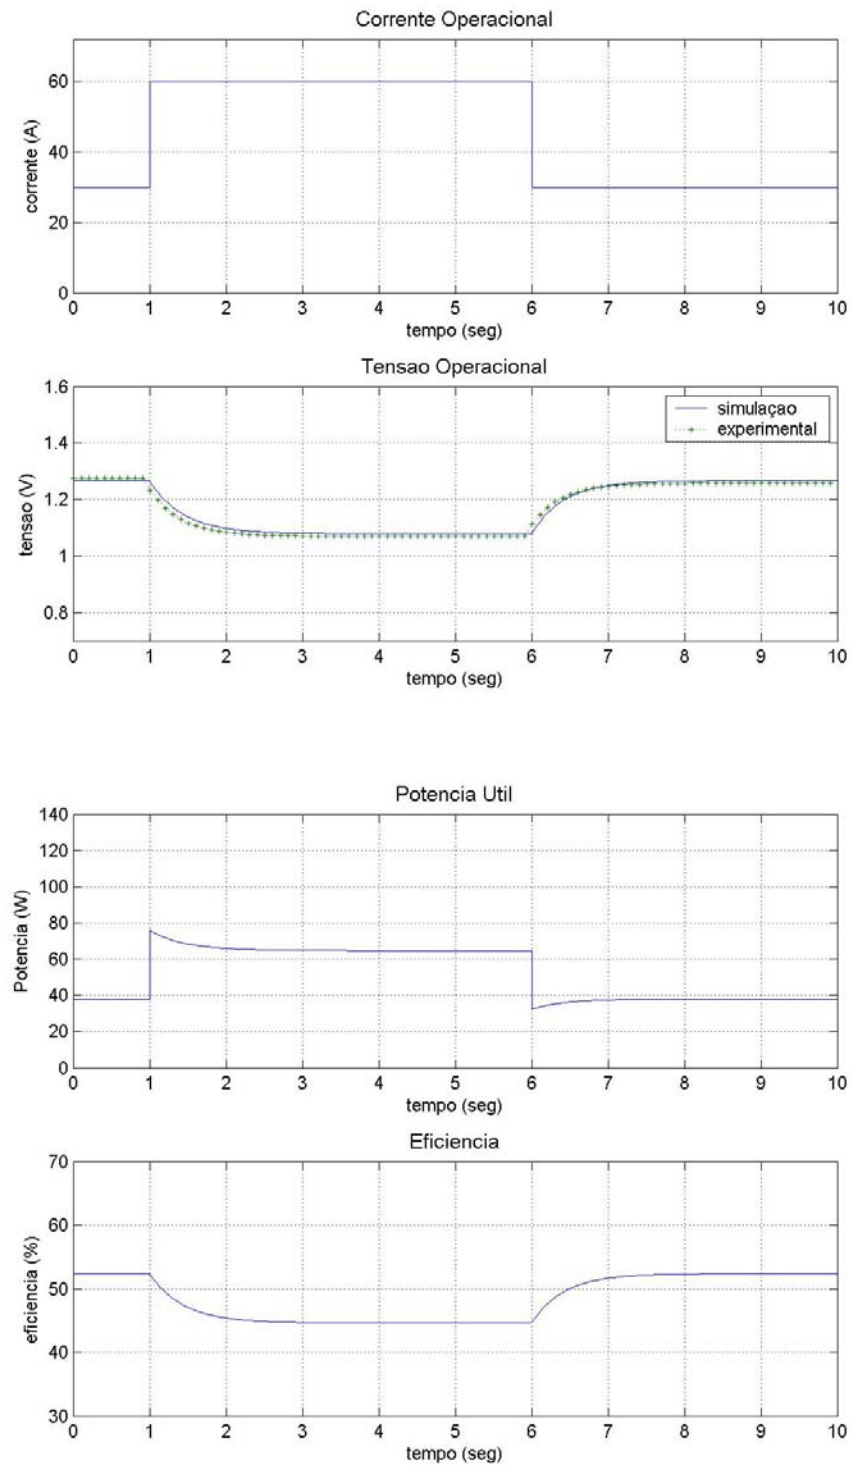 Corrente Operacional
60
40
20
0
corrente (A)
0 1 2 3 4 5 6 7 8 9 10
tempo (seg)
Tensao Operacional
1.6
1.4
1.2
1
0.8
tensao (V)
simulaçao
experimental
0 1 2 3 4 5 6 7 8 9 10
tempo (seg)
Potencia Util
140
120
100
80
60
40
20
0
Potencia (W)
0 1 2 3 4 5 6 7 8 9 10
tempo (seg)
Eficiencia
70
60
50
40
30
eficiencia (%)
0 1 2 3 4 5 6 7 8 9 10
tempo (seg)